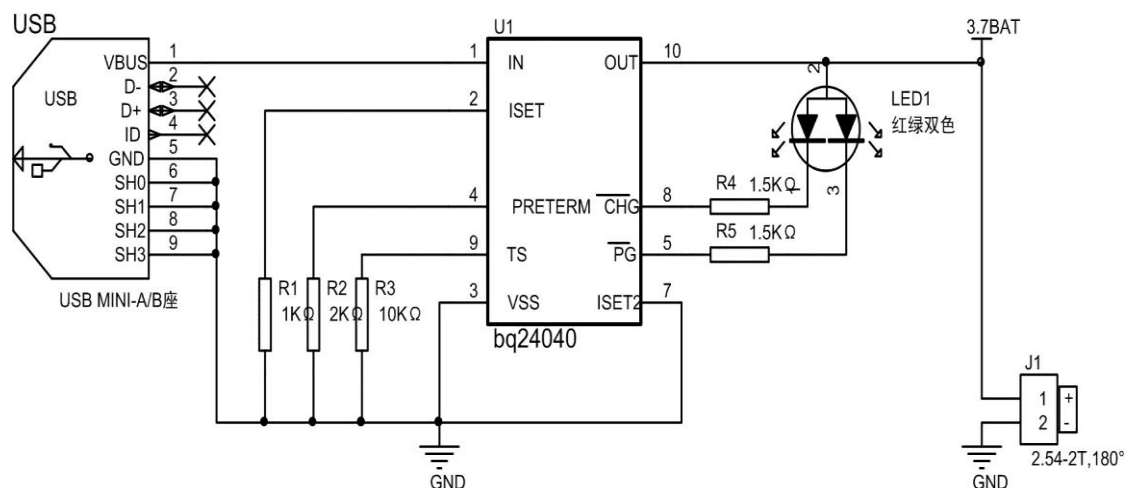 USB
U1
3.7BAT
VBUS 1
1 IN OUT 10
D- 2
USB
D+ 3
2 ISET
2
LED1
红绿双色
ID 4
GND 5
SH0 6
4 PRETERM CHG 8
R4 1.5KΩ 1
3
SH1 7
SH2 8
SH3 9
9 TS PG 5
R5 1.5KΩ
USB MINI-A/B座
R1 1KΩ
R2 2KΩ
R3 10KΩ
3 VSS ISET2 7
bq24040
J1
1 +
2 -
2.54-2T,180°
GND
GND